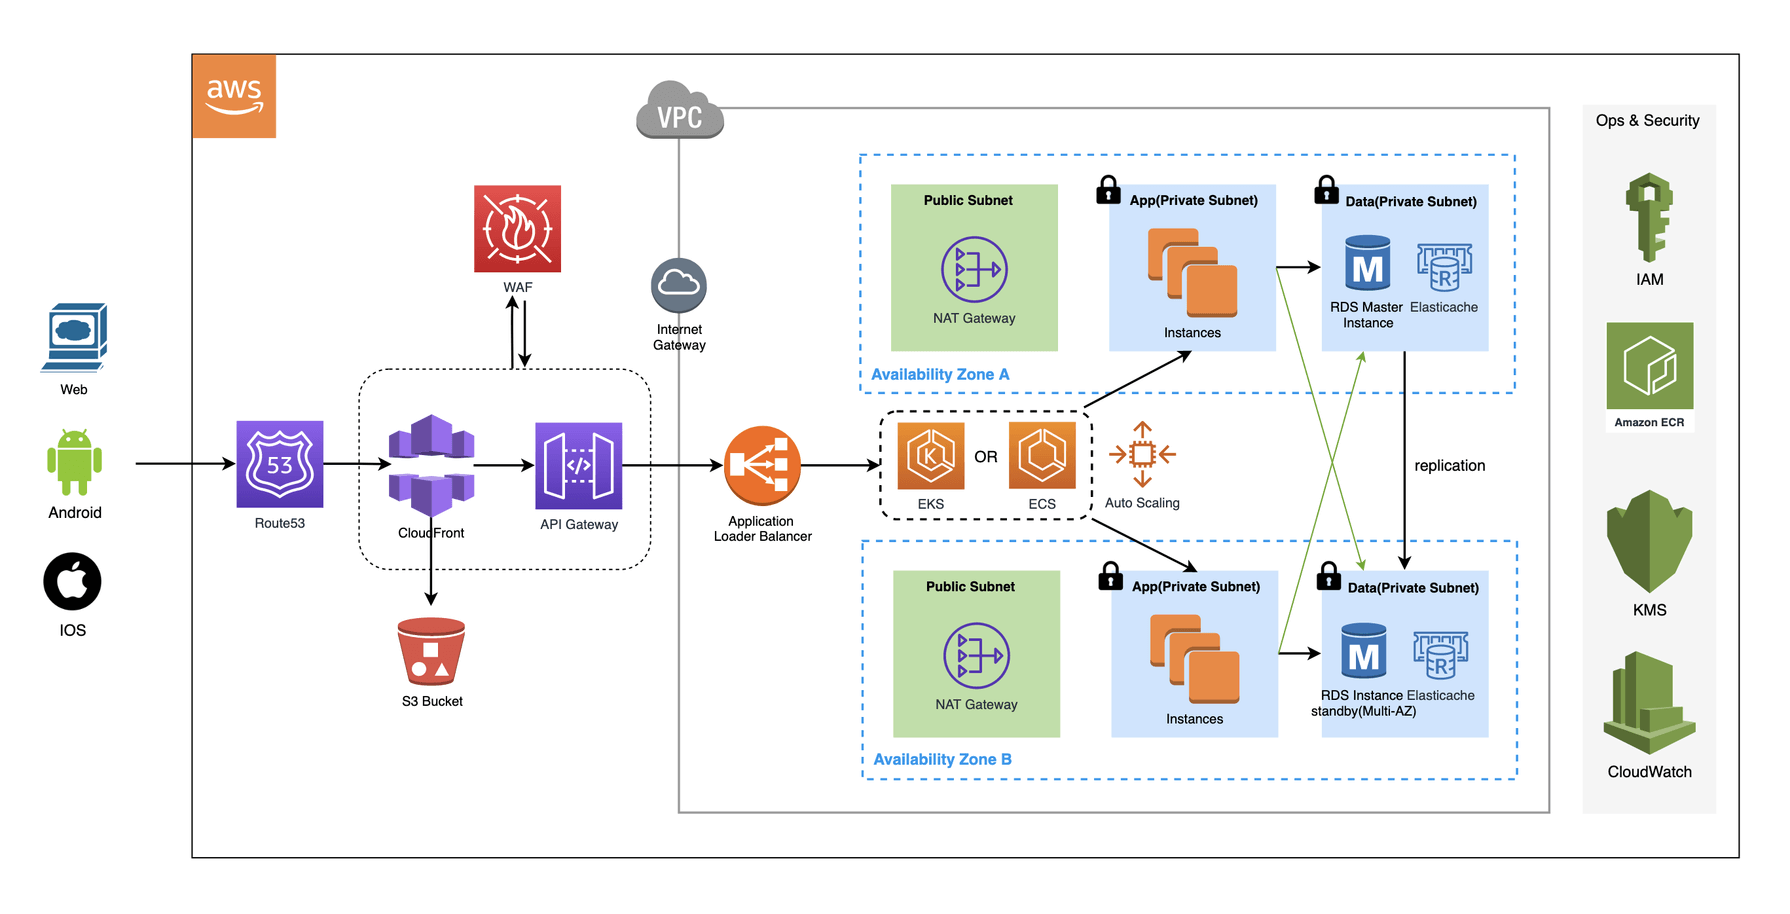 aws
VPC
Ops & Security
Public Subnet
App(Private Subnet)
Data(Private Subnet)
M
R
NAT Gateway
Instances
RDS Master
Instance
Elasticache
Availability Zone A
WAF
Internet
Gateway
IAM
Amazon ECR
KMS
CloudWatch
Web
Android
IOS
53
Route53
CloudFront
</>
API Gateway
S3 Bucket
Application
Loader Balancer
K
OR
EKS
ECS
Auto Scaling
replication
Public Subnet
App(Private Subnet)
Data(Private Subnet)
M
R
NAT Gateway
Instances
RDS Instance
standby(Multi-AZ)
Elasticache
Availability Zone B